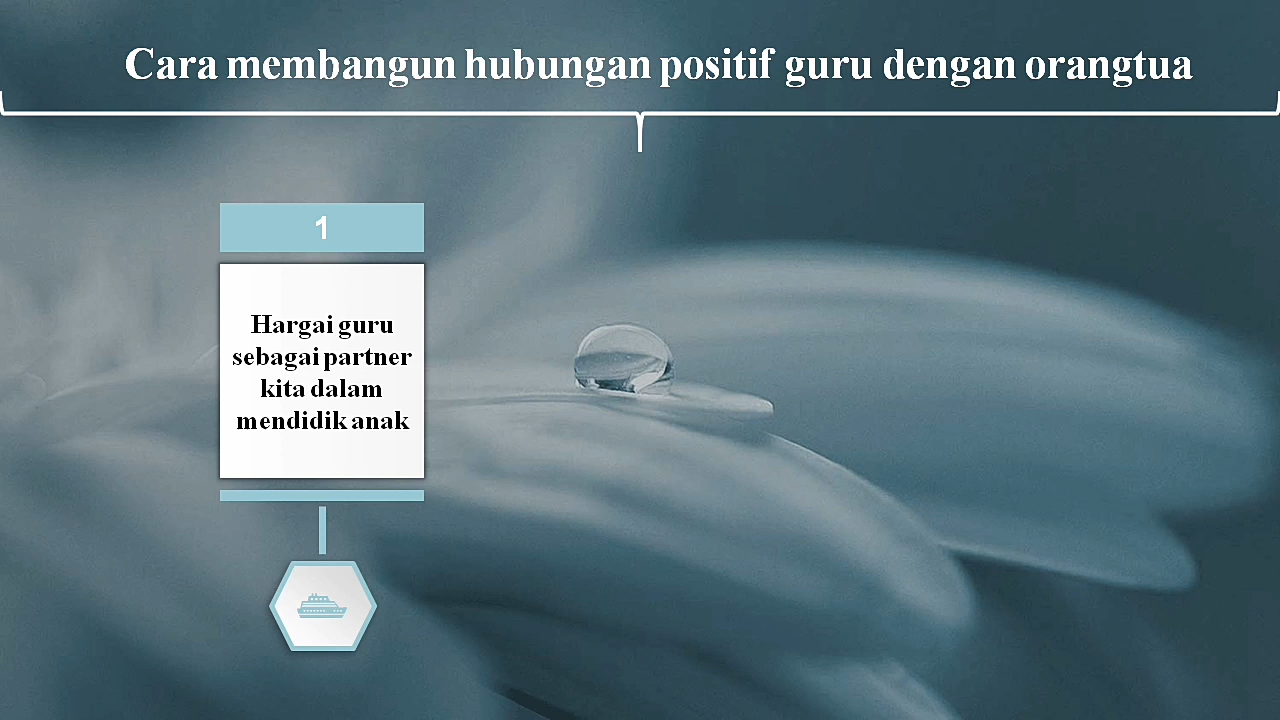 Cara membangun hubungan positif guru dengan orangtua
1
Hargai guru
sebagai partner
kita dalam
mendidik anak